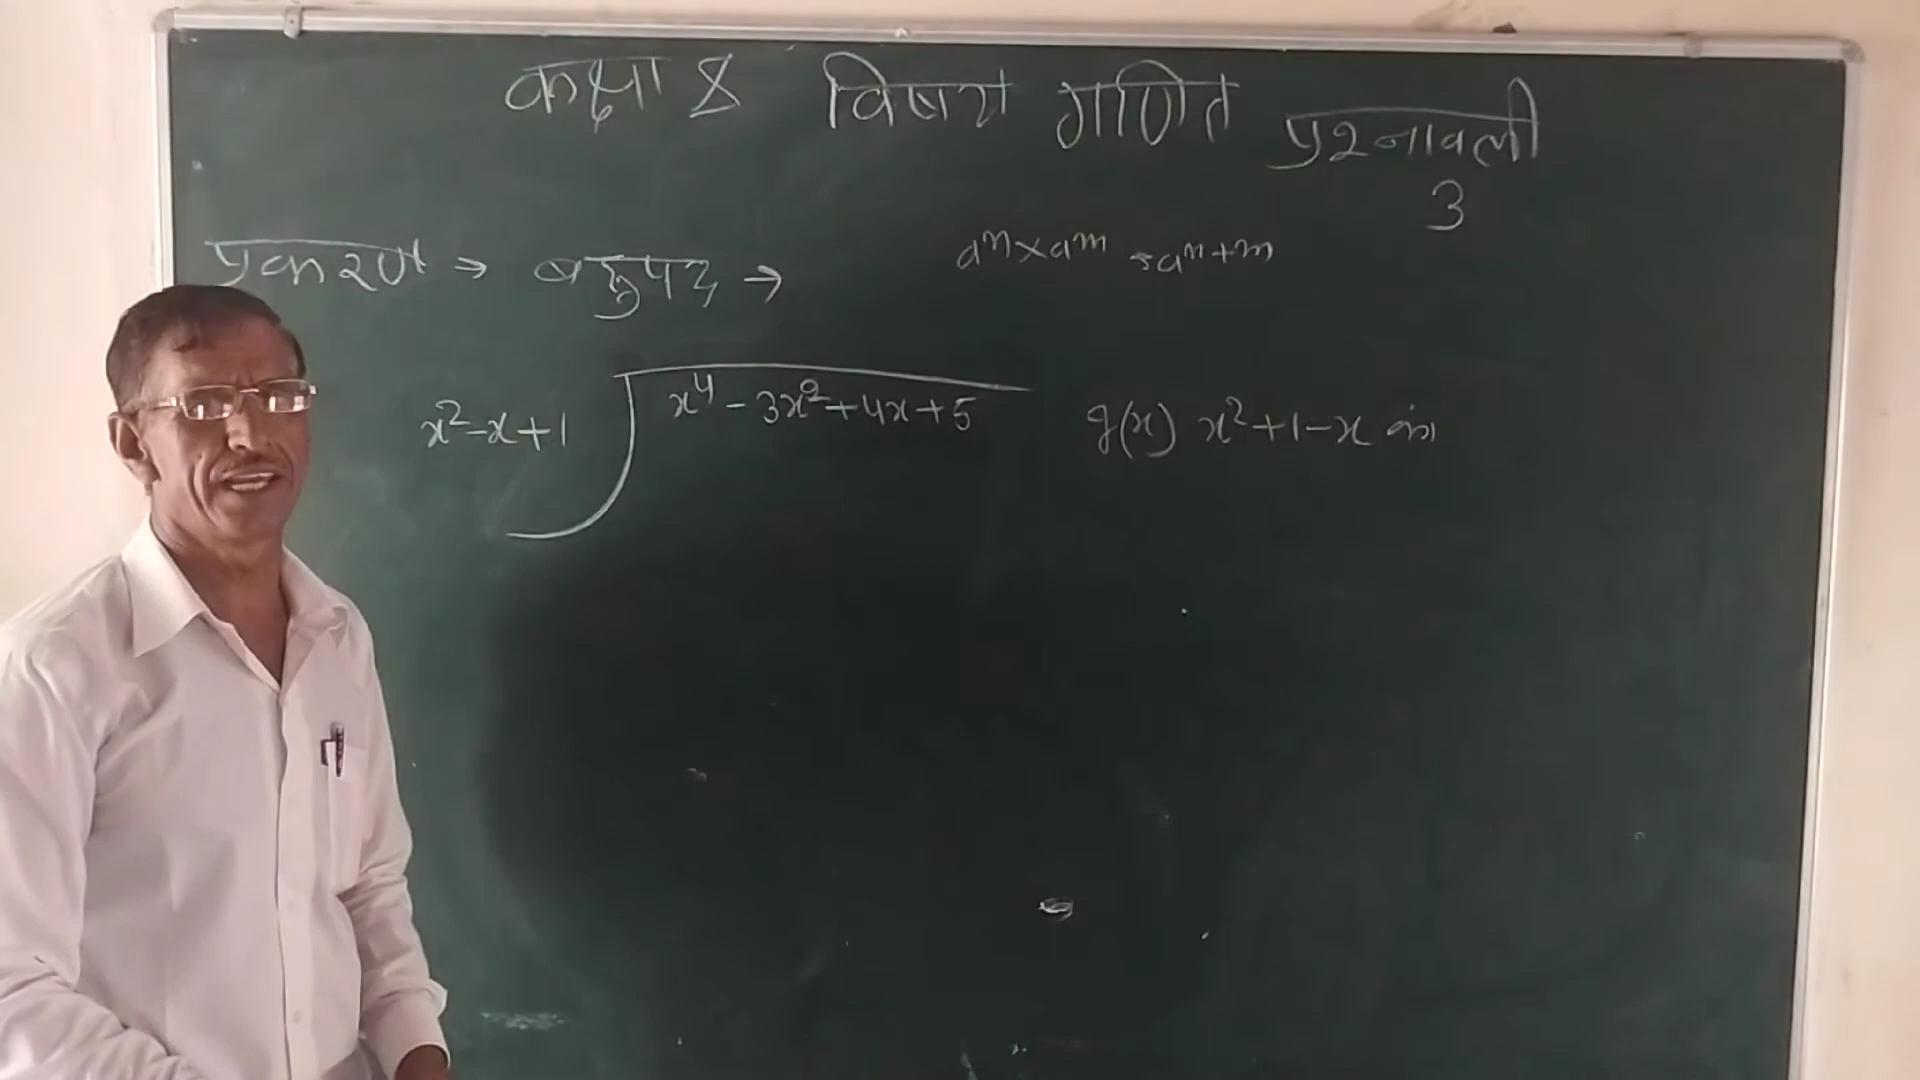 कक्षा 8 विषय गणित प्रश्नावली
3
प्रकरण → बहुपद →
aⁿ×aᵐ = aⁿ⁺ᵐ
x²-x+1 x⁴-3x²+4x+5 g(x) x²+1-x